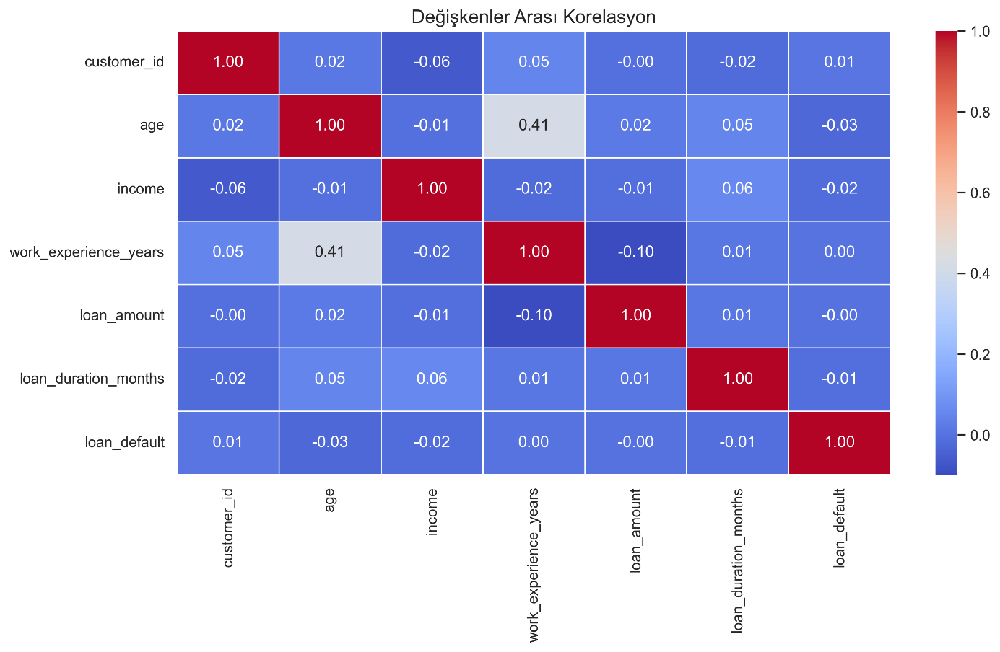 Değişkenler Arası Korelasyon
customer_id 1.00 0.02 -0.06 0.05 -0.00 -0.02 0.01
age 0.02 1.00 -0.01 0.41 0.02 0.05 -0.03
income -0.06 -0.01 1.00 -0.02 -0.01 0.06 -0.02
work_experience_years 0.05 0.41 -0.02 1.00 -0.10 0.01 0.00
loan_amount -0.00 0.02 -0.01 -0.10 1.00 0.01 -0.00
loan_duration_months -0.02 0.05 0.06 0.01 0.01 1.00 -0.01
loan_default 0.01 -0.03 -0.02 0.00 -0.00 -0.01 1.00
customer_id
age
income
work_experience_years
loan_amount
loan_duration_months
loan_default
1.0
0.8
0.6
0.4
0.2
0.0